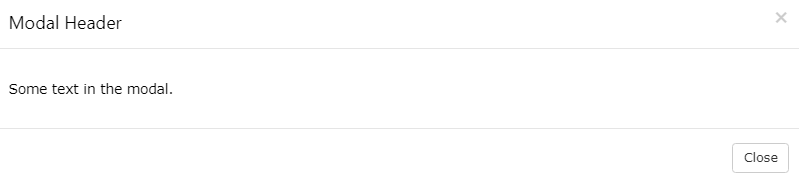 Modal Header ×
Some text in the modal.
Close